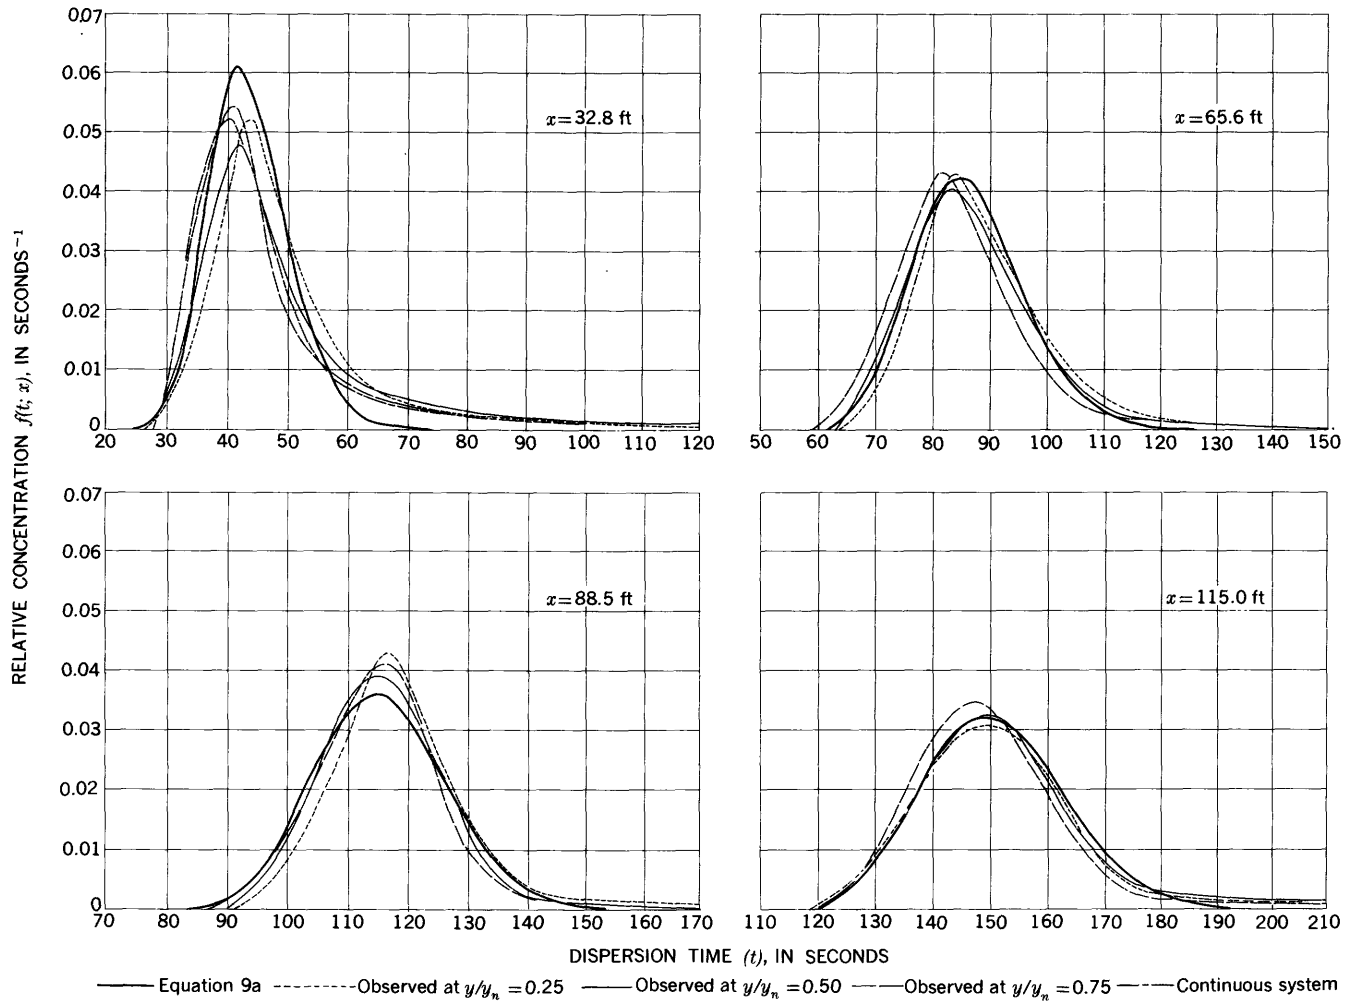 RELATIVE CONCENTRATION f(t; x), IN SECONDS⁻¹
0.07
0.06
0.05
0.04
0.03
0.02
0.01
0
x=32.8 ft
20 30 40 50 60 70 80 90 100 110 120
x=65.6 ft
50 60 70 80 90 100 110 120 130 140 150
0.07
0.06
0.05
0.04
0.03
0.02
0.01
0
x=88.5 ft
70 80 90 100 110 120 130 140 150 160 170
x=115.0 ft
110 120 130 140 150 160 170 180 190 200 210
DISPERSION TIME (t), IN SECONDS
Equation 9a Observed at y/yₙ =0.25 Observed at y/yₙ =0.50 Observed at y/yₙ =0.75 Continuous system